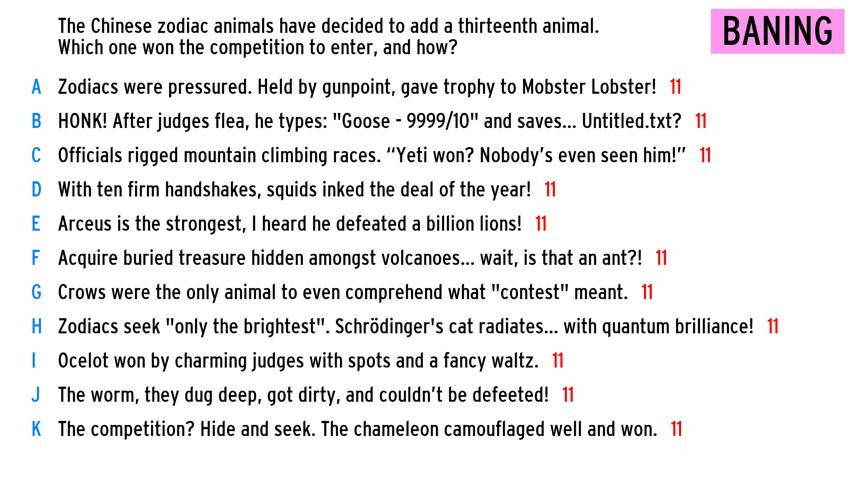 The Chinese zodiac animals have decided to add a thirteenth animal.
Which one won the competition to enter, and how?
BANING
A Zodiacs were pressured. Held by gunpoint, gave trophy to Mobster Lobster! 11
B HONK! After judges flea, he types: "Goose - 9999/10" and saves... Untitled.txt? 11
C Officials rigged mountain climbing races. “Yeti won? Nobody’s even seen him!” 11
D With ten firm handshakes, squids inked the deal of the year! 11
E Arceus is the strongest, I heard he defeated a billion lions! 11
F Acquire buried treasure hidden amongst volcanoes... wait, is that an ant?! 11
G Crows were the only animal to even comprehend what "contest" meant. 11
H Zodiacs seek "only the brightest". Schrödinger's cat radiates... with quantum brilliance! 11
I Ocelot won by charming judges with spots and a fancy waltz. 11
J The worm, they dug deep, got dirty, and couldn’t be defeeted! 11
K The competition? Hide and seek. The chameleon camouflaged well and won. 11